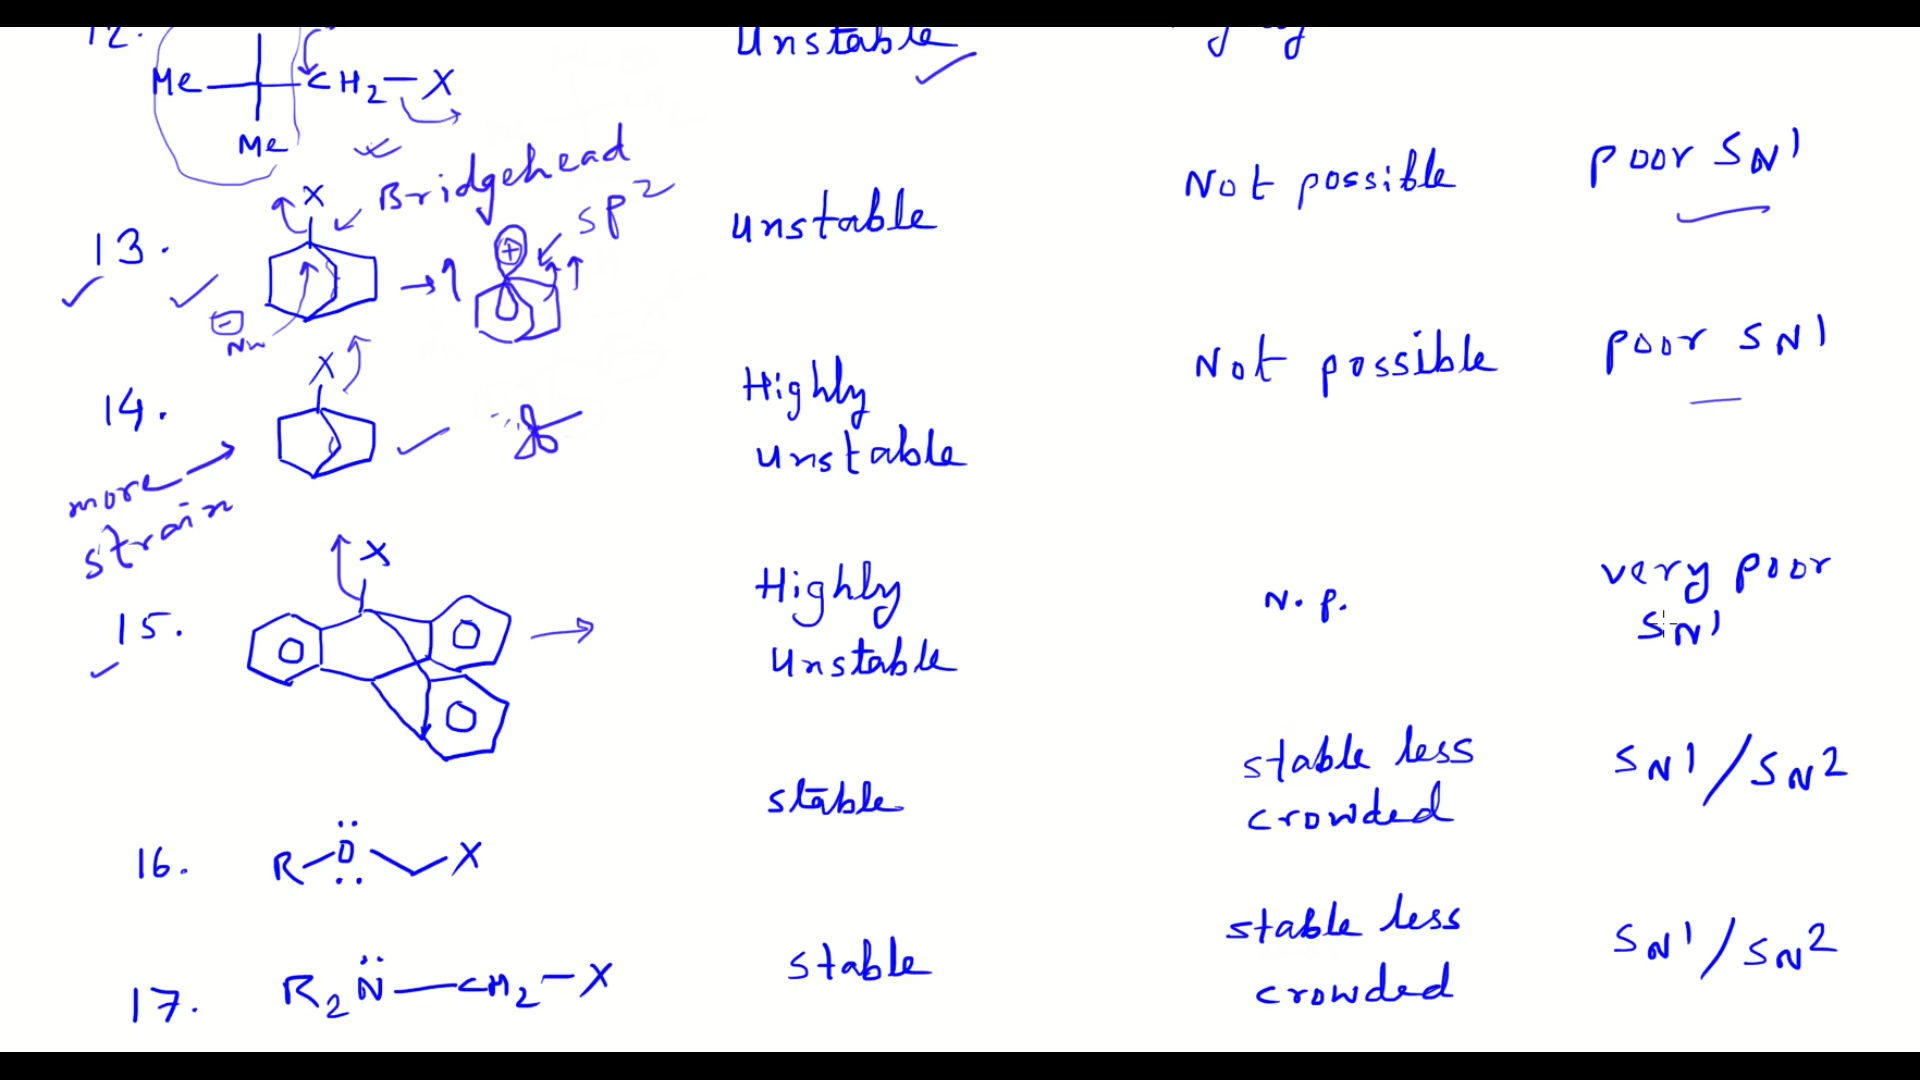 12.
Me CH2 – X
Me
Unstable
13.
X
Bridgehead
sp2
+
– Nu
unstable
Not possible
poor SN1
14.
X
more strain
Highly
unstable
Not possible
poor SN1
15.
X
Highly
Unstable
N.P.
very poor
SN1
16.
R O X
stable
stable less
crowded
SN1/SN2
17.
R2N̈ — CH2 – X
stable
stable less
crowded
SN1/SN2